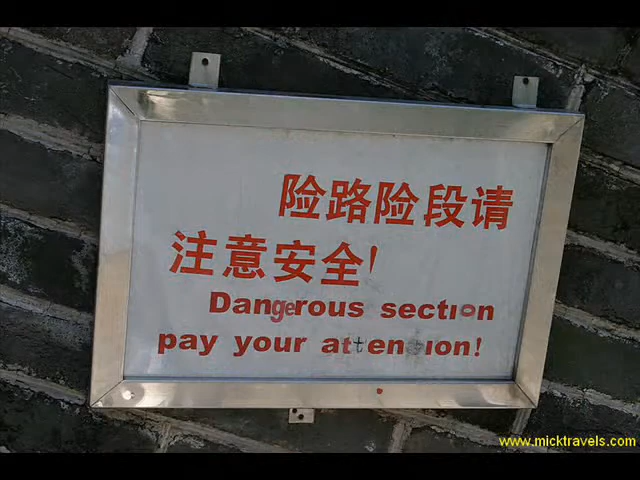 险路险段请
注意安全!
Dangerous section
pay your attention!
www.micktravels.com